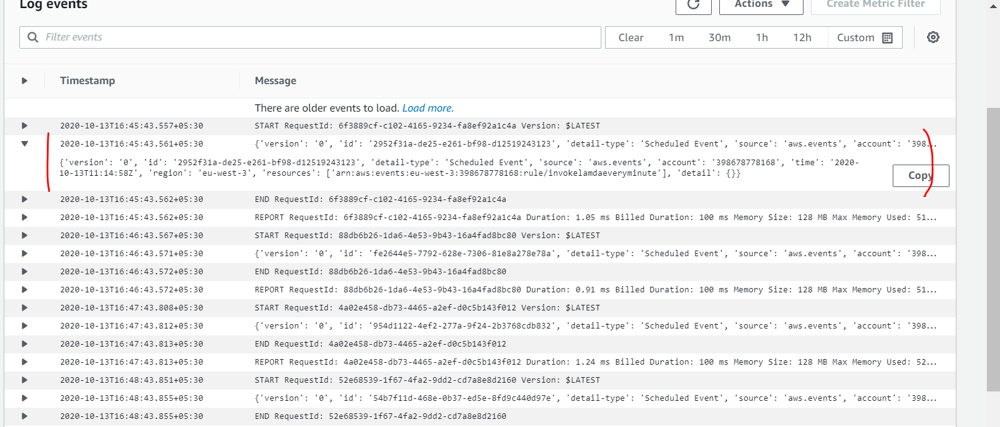 Log events
Actions
Create Metric Filter
Filter events
Clear 1m 30m 1h 12h Custom
Timestamp Message
There are older events to load. Load more.
2020-10-13T16:45:43.557+05:30 START RequestId: 6f3889cf-c102-4165-9234-fa8ef92a1c4a Version: $LATEST
2020-10-13T16:45:43.561+05:30 {'version': '0', 'id': '2952f31a-de25-e261-bf98-d12519243123', 'detail-type': 'Scheduled Event', 'source': 'aws.events', 'account': '398...
{'version': '0', 'id': '2952f31a-de25-e261-bf98-d12519243123', 'detail-type': 'Scheduled Event', 'source': 'aws.events', 'account': '398678778168', 'time': '2020-
10-13T11:14:58Z', 'region': 'eu-west-3', 'resources': ['arn:aws:events:eu-west-3:398678778168:rule/invokelamdaeveryminute'], 'detail': {}}
Copy
2020-10-13T16:45:43.562+05:30 END RequestId: 6f3889cf-c102-4165-9234-fa8ef92a1c4a
2020-10-13T16:45:43.562+05:30 REPORT RequestId: 6f3889cf-c102-4165-9234-fa8ef92a1c4a Duration: 1.05 ms Billed Duration: 100 ms Memory Size: 128 MB Max Memory Used: 51...
2020-10-13T16:46:43.567+05:30 START RequestId: 88db6b26-1da6-4e53-9b43-16a4fad8bc80 Version: $LATEST
2020-10-13T16:46:43.571+05:30 {'version': '0', 'id': 'fe2644e5-7792-628e-7306-81e8a278e78a', 'detail-type': 'Scheduled Event', 'source': 'aws.events', 'account': '398...
2020-10-13T16:46:43.572+05:30 END RequestId: 88db6b26-1da6-4e53-9b43-16a4fad8bc80
2020-10-13T16:46:43.572+05:30 REPORT RequestId: 88db6b26-1da6-4e53-9b43-16a4fad8bc80 Duration: 0.91 ms Billed Duration: 100 ms Memory Size: 128 MB Max Memory Used: 51...
2020-10-13T16:47:43.808+05:30 START RequestId: 4a02e458-db73-4465-a2ef-d0c5b143f012 Version: $LATEST
2020-10-13T16:47:43.812+05:30 {'version': '0', 'id': '954d1122-4ef2-277a-9f24-2b3768cdb832', 'detail-type': 'Scheduled Event', 'source': 'aws.events', 'account': '398...
2020-10-13T16:47:43.813+05:30 END RequestId: 4a02e458-db73-4465-a2ef-d0c5b143f012
2020-10-13T16:47:43.813+05:30 REPORT RequestId: 4a02e458-db73-4465-a2ef-d0c5b143f012 Duration: 1.24 ms Billed Duration: 100 ms Memory Size: 128 MB Max Memory Used: 52...
2020-10-13T16:48:43.851+05:30 START RequestId: 52e68539-1f67-4fa2-9dd2-cd7a8e8d2160 Version: $LATEST
2020-10-13T16:48:43.855+05:30 {'version': '0', 'id': '54b7f11d-468e-0b37-ed5e-8fd9c440d97e', 'detail-type': 'Scheduled Event', 'source': 'aws.events', 'account': '398...
2020-10-13T16:48:43.855+05:30 END RequestId: 52e68539-1f67-4fa2-9dd2-cd7a8e8d2160